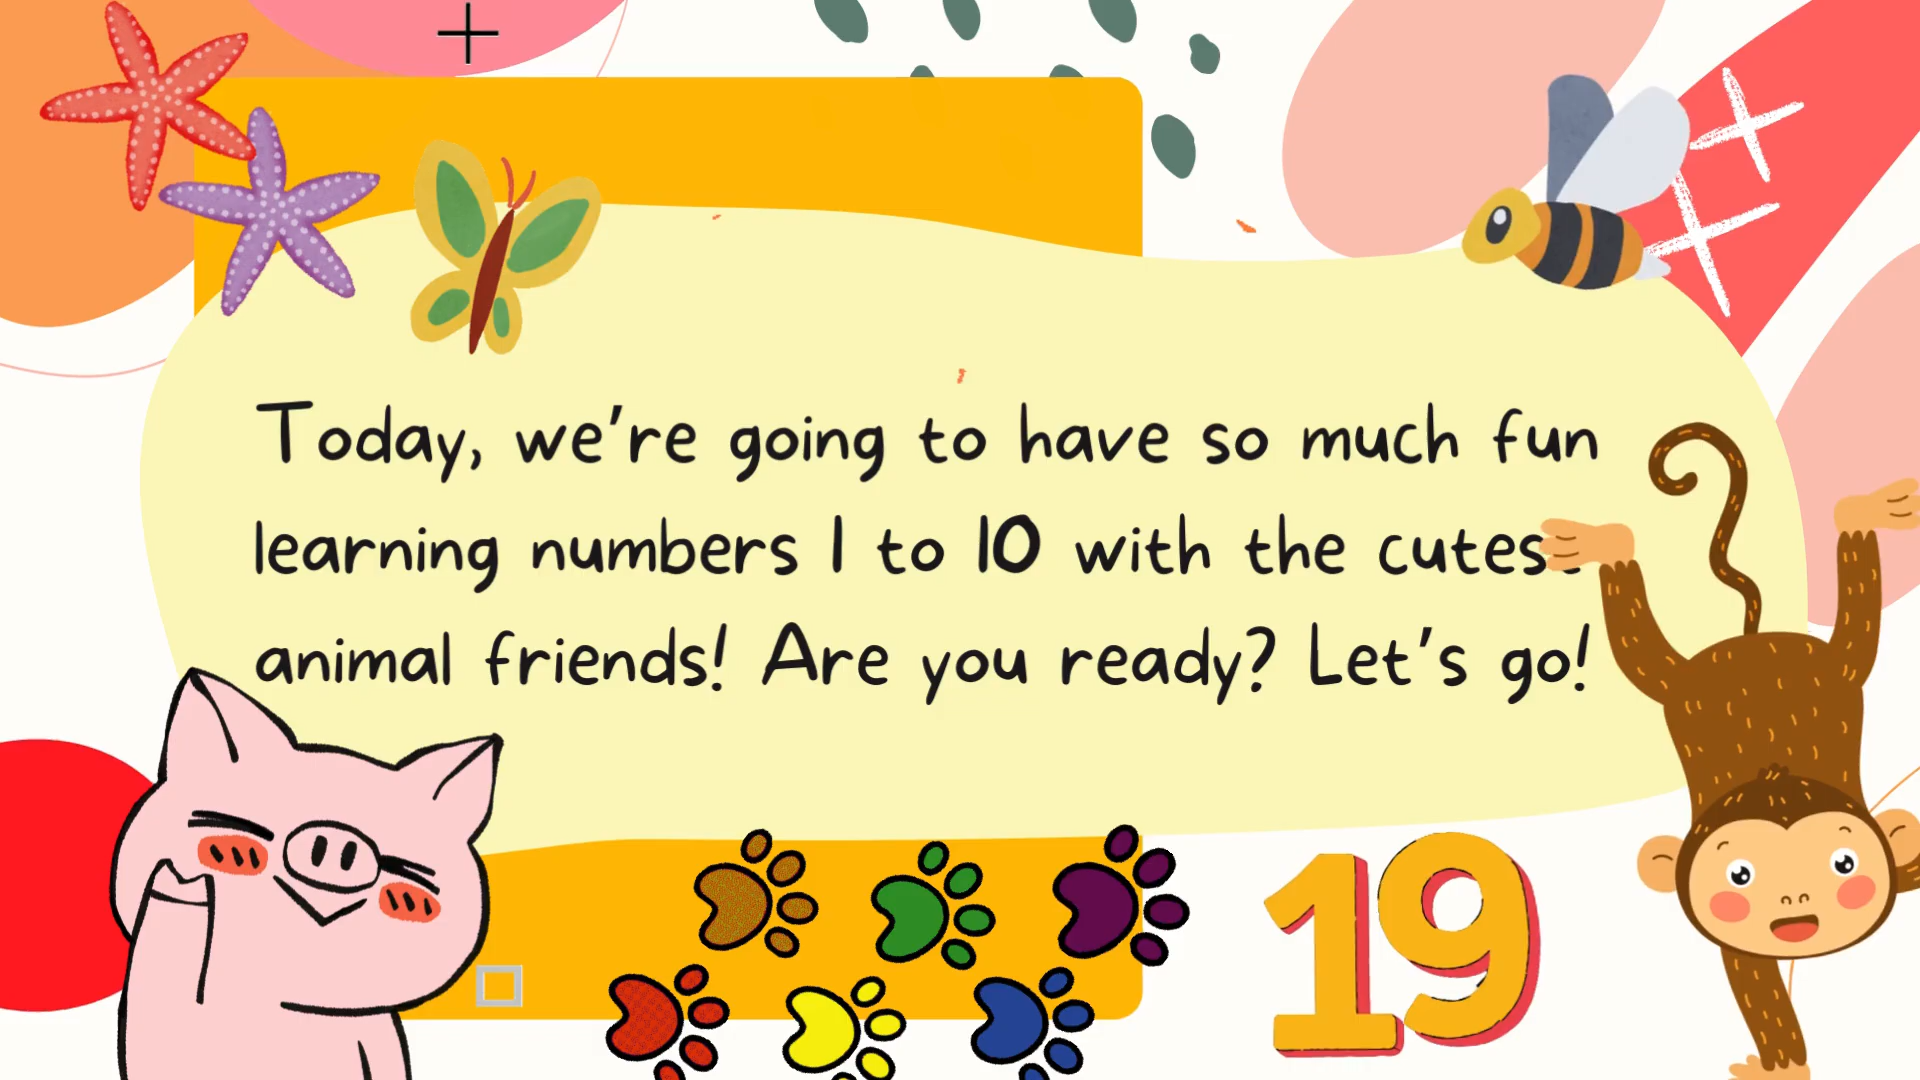 Today, we're going to have so much fun
learning numbers 1 to 10 with the cutes
animal friends! Are you ready? Let's go!
19